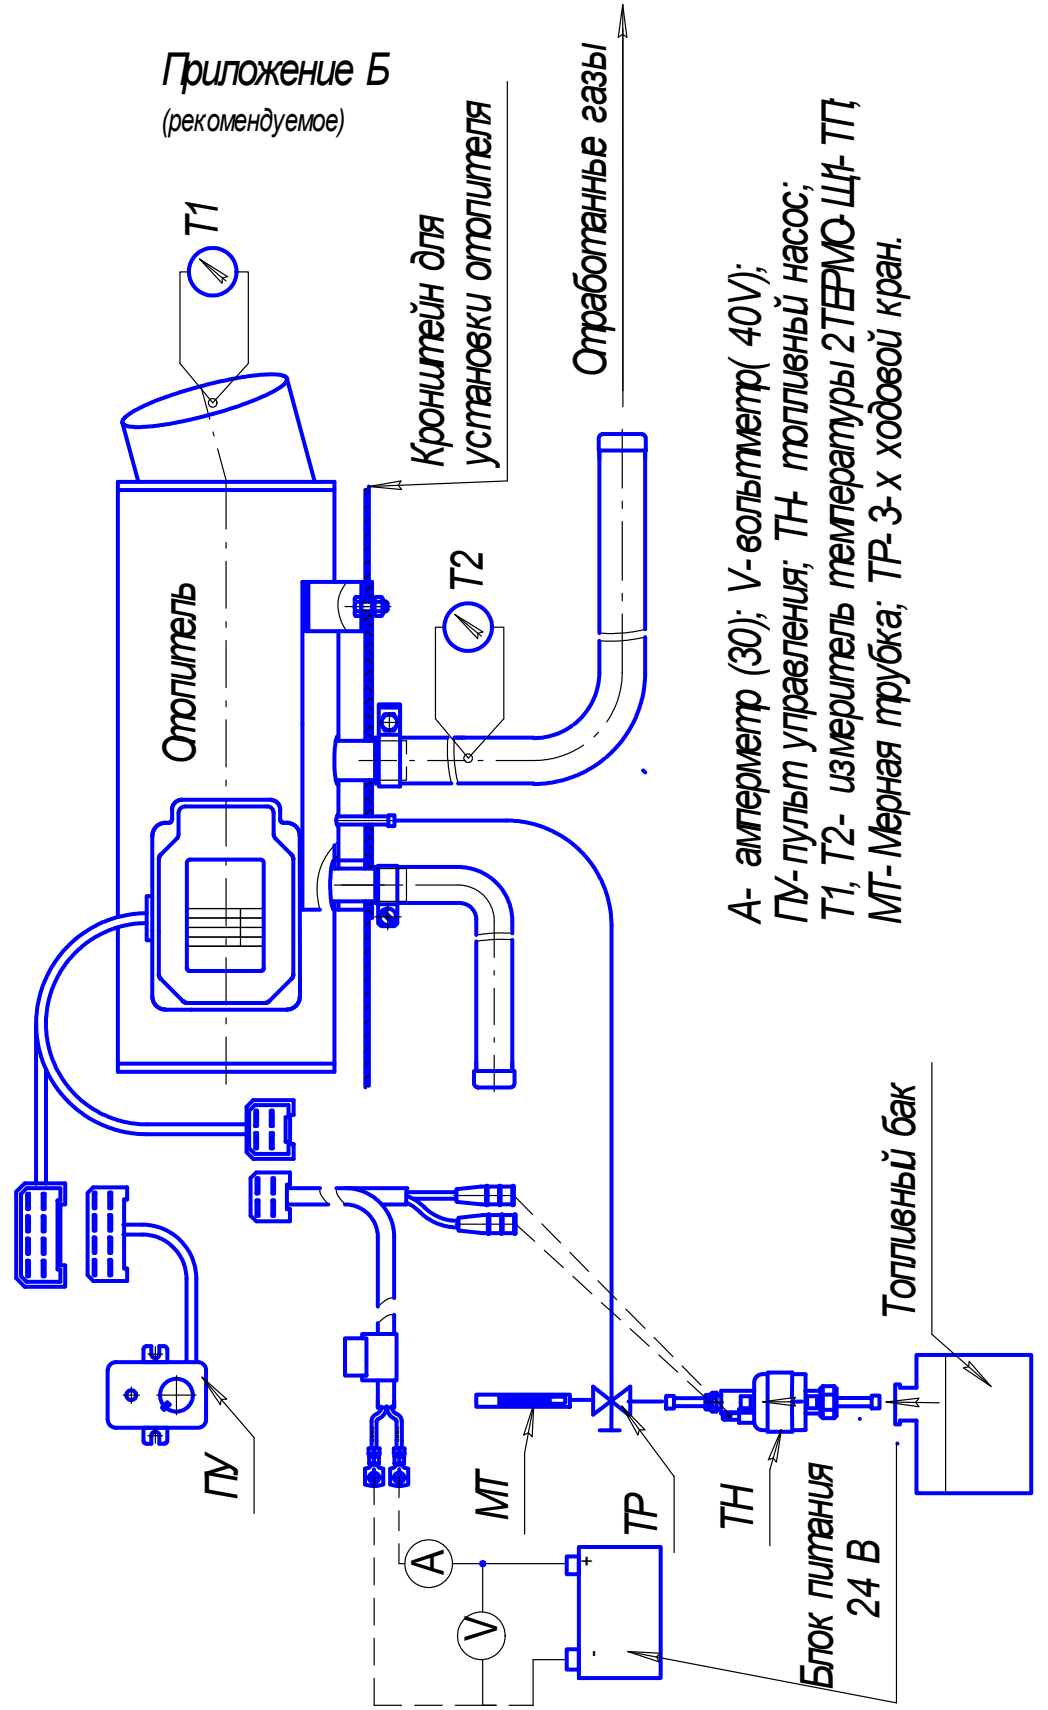 Приложение Б
(рекомендуемое)
Т1
Отопитель
Кронштейн для
установки отопителя
Т2
Отработанные газы
ПУ
А
V
+
-
МТ
ТР
ТН
Блок питания
24 В
Топливный бак
А- амперметр (30); V- вольтметр( 40V);
ПУ- пульт управления; ТН- топливный насос;
Т1, Т2- измеритель температуры 2ТЕРМО-Щ1-ТП;
МТ- Мерная трубка; ТР- 3- х ходовой кран.